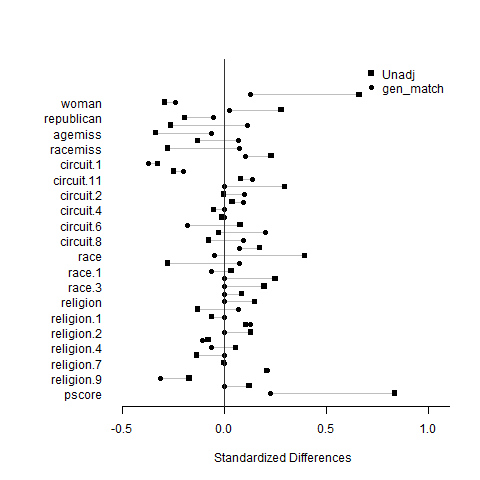 Unadj
gen_match
woman
republican
agemiss
racemiss
circuit.1
circuit.11
circuit.2
circuit.4
circuit.6
circuit.8
race
race.1
race.3
religion
religion.1
religion.2
religion.4
religion.7
religion.9
pscore
-0.5 0.0 0.5 1.0
Standardized Differences